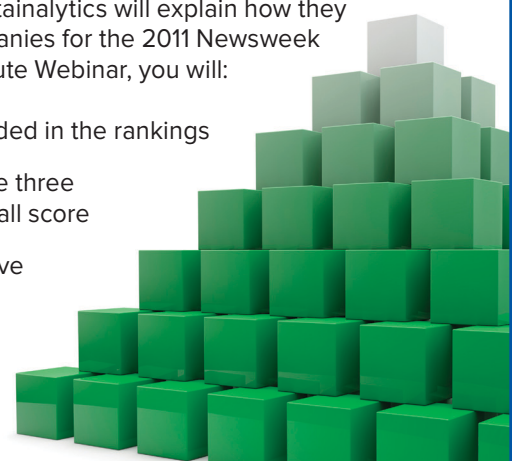 tainalytics will explain how they
panies for the 2011 Newsweek
ute Webinar, you will:
ded in the rankings
e three
all score
ve